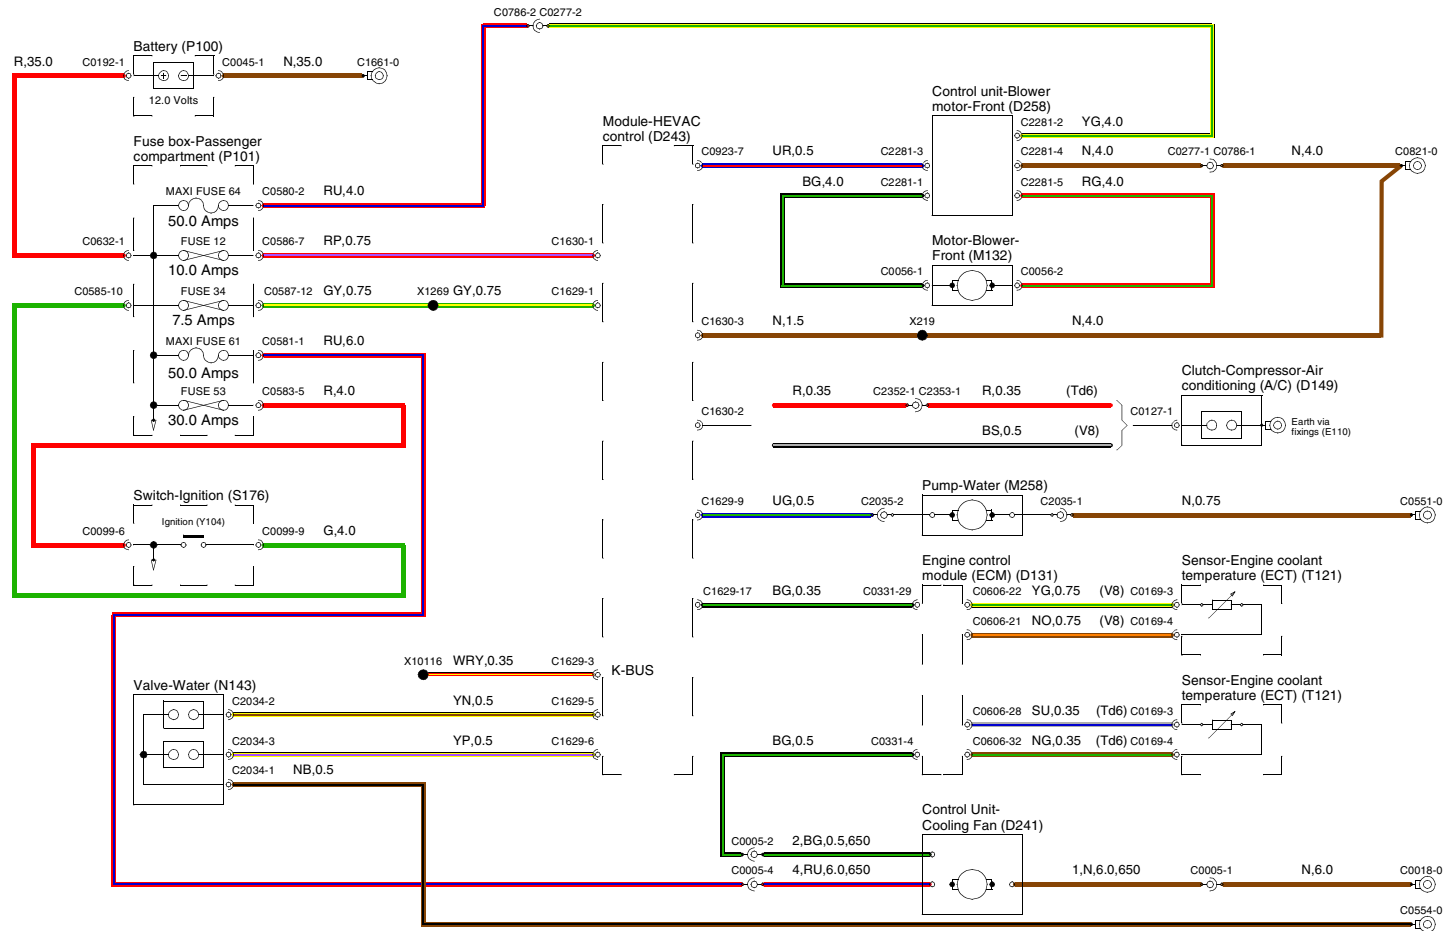 C0786-2 C0277-2
Battery (P100)
R,35.0
C0192-1
C0045-1
N,35.0
C1661-0
12.0 Volts
Fuse box-Passenger
compartment (P101)
MAXI FUSE 64
C0580-2
RU,4.0
50.0 Amps
C0632-1
FUSE 12
C0586-7
RP,0.75
C1630-1
10.0 Amps
C0585-10
FUSE 34
C0587-12
GY,0.75
X1269
GY,0.75
C1629-1
7.5 Amps
MAXI FUSE 61
C0581-1
RU,6.0
50.0 Amps
FUSE 53
C0583-5
R,4.0
30.0 Amps
Switch-Ignition (S176)
Ignition (Y104)
C0099-6
C0099-9
G,4.0
X10116
WRY,0.35
C1629-3
K-BUS
Valve-Water (N143)
C2034-2
YN,0.5
C1629-5
C2034-3
YP,0.5
C1629-6
C2034-1
NB,0.5
Module-HEVAC
control (D243)
Control unit-Blower
motor-Front (D258)
C2281-2
YG,4.0
C0923-7
UR,0.5
C2281-3
C2281-4
N,4.0
C0277-1 C0786-1
N,4.0
C0821-0
BG,4.0
C2281-1
C2281-5
RG,4.0
Motor-Blower-
Front (M132)
C0056-1
C0056-2
C1630-3
N,1.5
X219
N,4.0
C1630-2
R,0.35
C2352-1 C2353-1
R,0.35
(Td6)
BS,0.5
(V8)
Clutch-Compressor-Air
conditioning (A/C) (D149)
C0127-1
Earth via
fixings (E110)
Pump-Water (M258)
C1629-9
UG,0.5
C2035-2
C2035-1
N,0.75
C0551-0
Engine control
module (ECM) (D131)
Sensor-Engine coolant
temperature (ECT) (T121)
C1629-17
BG,0.35
C0331-29
C0606-22
YG,0.75
(V8)
C0169-3
C0606-21
NO,0.75
(V8)
C0169-4
Sensor-Engine coolant
temperature (ECT) (T121)
C0606-28
SU,0.35
(Td6)
C0169-3
BG,0.5
C0331-4
C0606-32
NG,0.35
(Td6)
C0169-4
Control Unit-
Cooling Fan (D241)
C0005-2
2,BG,0.5,650
C0005-4
4,RU,6.0,650
1,N,6.0,650
C0005-1
N,6.0
C0018-0
C0554-0